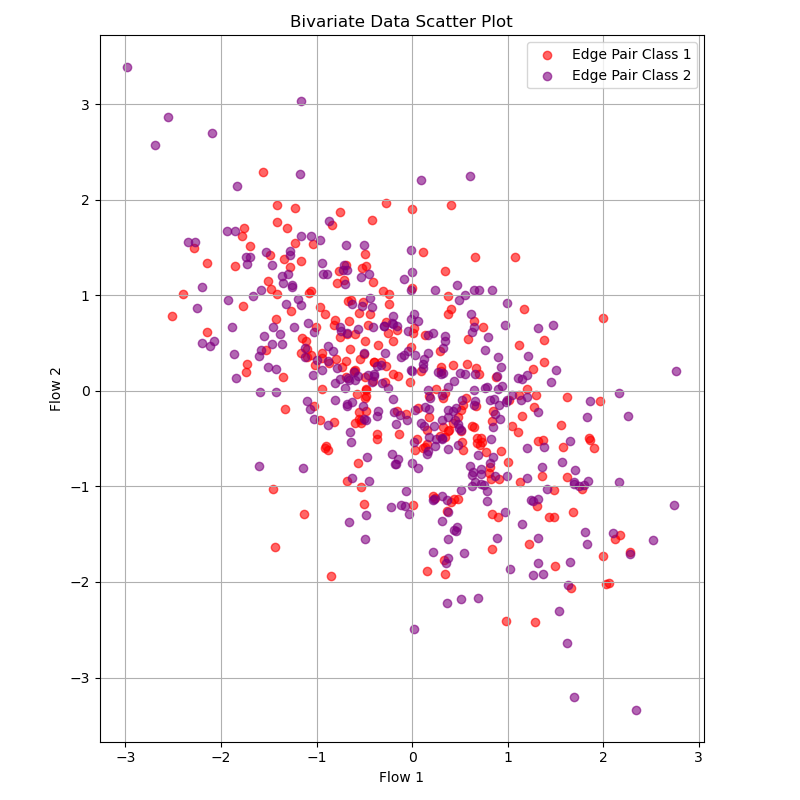 Bivariate Data Scatter Plot
Edge Pair Class 1
Edge Pair Class 2
3
2
1
0
−1
−2
−3
Flow 2
−3
−2
−1
0
1
2
3
Flow 1